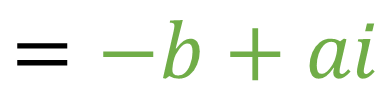 = −b + ai